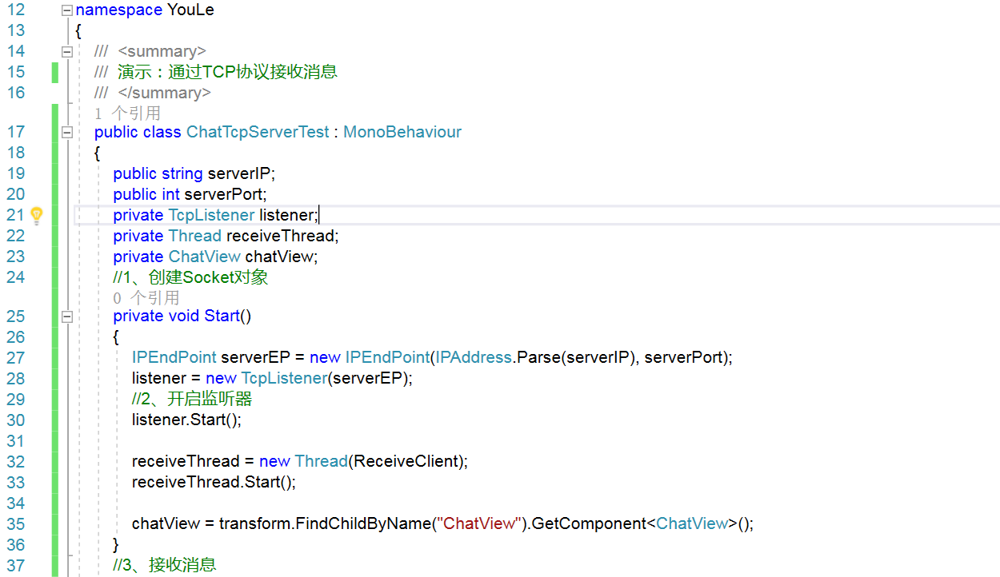 12 namespace YouLe
13 {
14 /// <summary>
15 /// 演示：通过TCP协议接收消息
16 /// </summary>
1 个引用
17 public class ChatTcpServerTest : MonoBehaviour
18 {
19 public string serverIP;
20 public int serverPort;
21 private TcpListener listener;
22 private Thread receiveThread;
23 private ChatView chatView;
24 //1、创建Socket对象
0 个引用
25 private void Start()
26 {
27 IPEndPoint serverEP = new IPEndPoint(IPAddress.Parse(serverIP), serverPort);
28 listener = new TcpListener(serverEP);
29 //2、开启监听器
30 listener.Start();
31
32 receiveThread = new Thread(ReceiveClient);
33 receiveThread.Start();
34
35 chatView = transform.FindChildByName("ChatView").GetComponent<ChatView>();
36 }
37 //3、接收消息